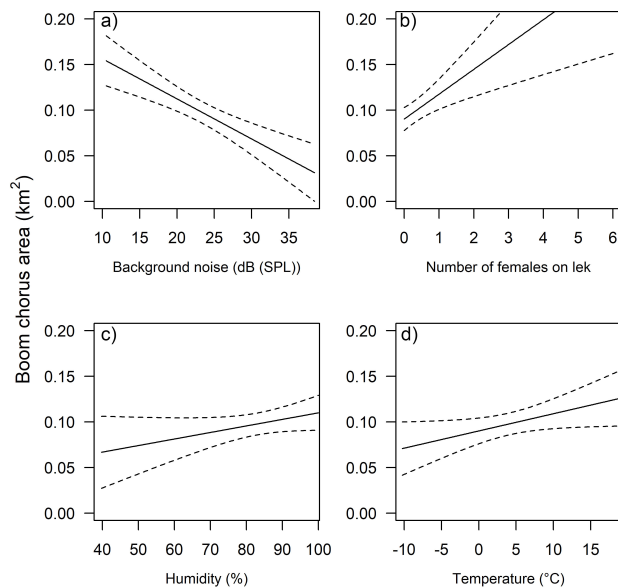 Boom chorus area (km²)
a)
0.20
0.15
0.10
0.05
0.00
10 15 20 25 30 35
Background noise (dB (SPL))
b)
0.20
0.15
0.10
0.05
0.00
0 1 2 3 4 5 6
Number of females on lek
c)
0.20
0.15
0.10
0.05
0.00
40 50 60 70 80 90 100
Humidity (%)
d)
0.20
0.15
0.10
0.05
0.00
-10 -5 0 5 10 15
Temperature (°C)